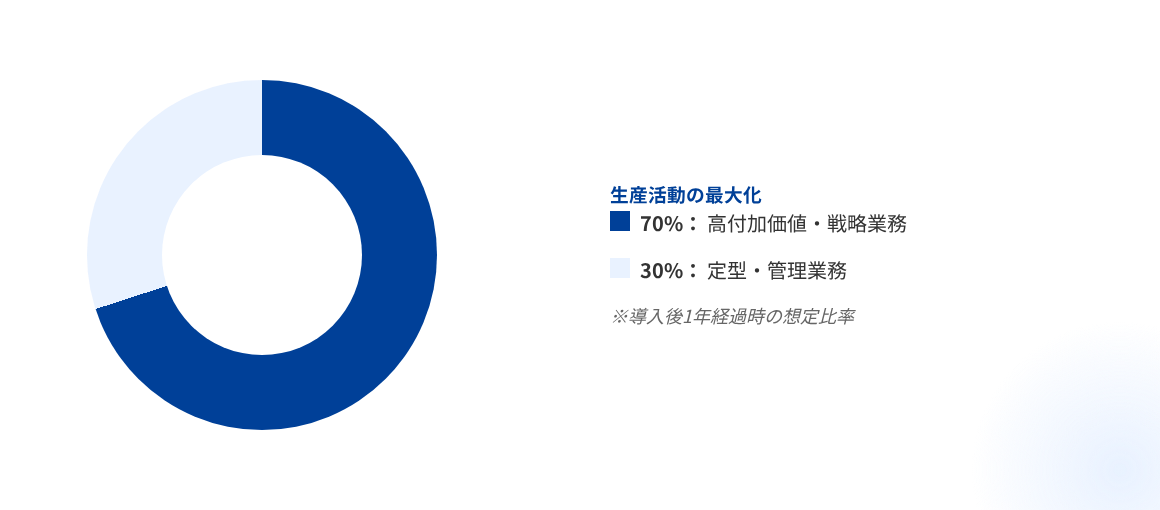 生産活動の最大化
70%： 高付加価値・戦略業務
30%： 定型・管理業務
※導入後1年経過時の想定比率